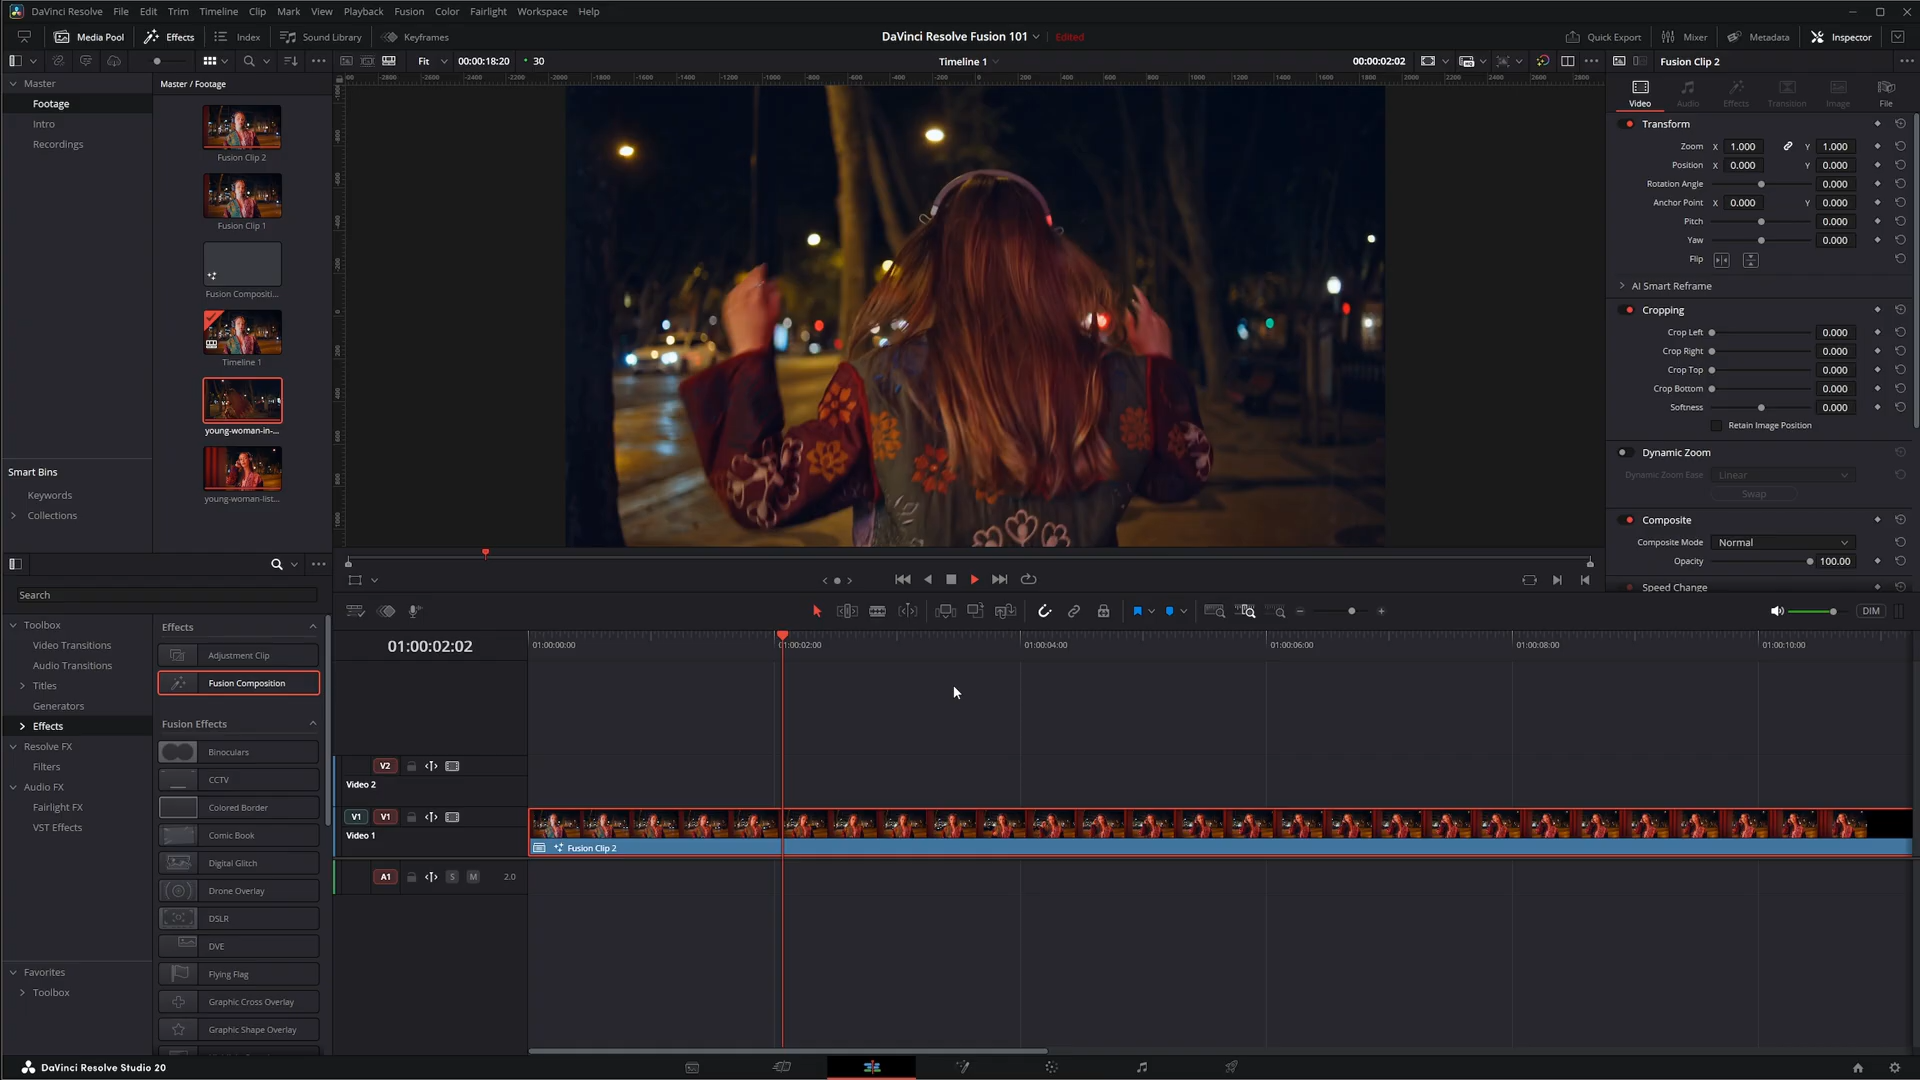 DaVinci Resolve File Edit Trim Timeline Clip Mark View Playback Fusion Color Fairlight Workspace Help
Media Pool Effects Index Sound Library Keyframes DaVinci Resolve Fusion 101 Edited Quick Export Mixer Metadata Inspector
Fit 00:00:18:20 30 Timeline 1 00:00:02:02 Fusion Clip 2
Master
Footage
Intro
Recordings
Smart Bins
Keywords
Collections
Master / Footage
Fusion Clip 2
Fusion Clip 1
Fusion Compositi...
Timeline 1
young-woman-in-...
young-woman-list...
Video Audio Effects Transition Image File
Transform
Zoom X 1.000 Y 1.000
Position X 0.000 Y 0.000
Rotation Angle 0.000
Anchor Point X 0.000 Y 0.000
Pitch 0.000
Yaw 0.000
Flip
AI Smart Reframe
Cropping
Crop Left 0.000
Crop Right 0.000
Crop Top 0.000
Crop Bottom 0.000
Softness 0.000
Retain Image Position
Dynamic Zoom
Dynamic Zoom Ease Linear
Swap
Composite
Composite Mode Normal
Opacity 100.00
Speed Change
DIM
Search
Toolbox
Video Transitions
Audio Transitions
Titles
Generators
Effects
Resolve FX
Filters
Audio FX
Fairlight FX
VST Effects
Favorites
Toolbox
Effects
Adjustment Clip
Fusion Composition
Fusion Effects
Binoculars
CCTV
Colored Border
Comic Book
Digital Glitch
Drone Overlay
DSLR
DVE
Flying Flag
Graphic Cross Overlay
Graphic Shape Overlay
01:00:02:02 01:00:00:00 01:00:02:00 01:00:04:00 01:00:06:00 01:00:08:00 01:00:10:00
V2
Video 2
V1 V1
Video 1
Fusion Clip 2
A1 S M 2.0
DaVinci Resolve Studio 20